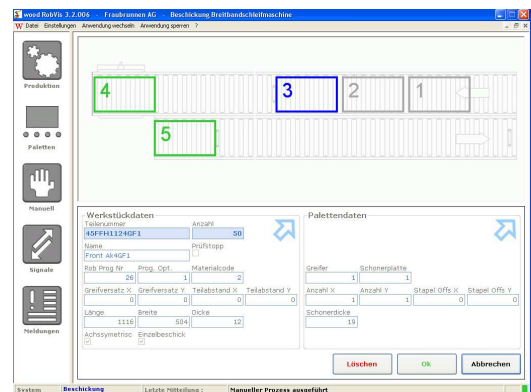 wood RobVis 3.2.006 - Fraubrunnen AG - Beschickung Breitbandschleifmaschine
W Datei Einstellungen Anwendung wechseln Anwendung sperren ?
Produktion
Paletten
Manuell
Signale
Meldungen
4 3 2 1
5
Werkstückdaten
Teilenummer Anzahl
45FFH1124GF1 50
Name Prüfstopp
Front Ak4GF1
Rob Prog Nr Prog. Opt. Materialcode
26 1 2
Greifversatz X Greifversatz Y Teilabstand X Teilabstand Y
0 0 0 0
Länge Breite Dicke
1116 504 12
Achssymetrisc Einzelbeschick
Palettendaten
Greifer Schonerplatte
1 1
Anzahl X Anzahl Y Stapel Offs X Stapel Offs Y
1 1 0 0
Schonerdicke
19
Löschen Ok Abbrechen
System Beschickung Letzte Mitteilung : Manueller Prozess ausgeführt